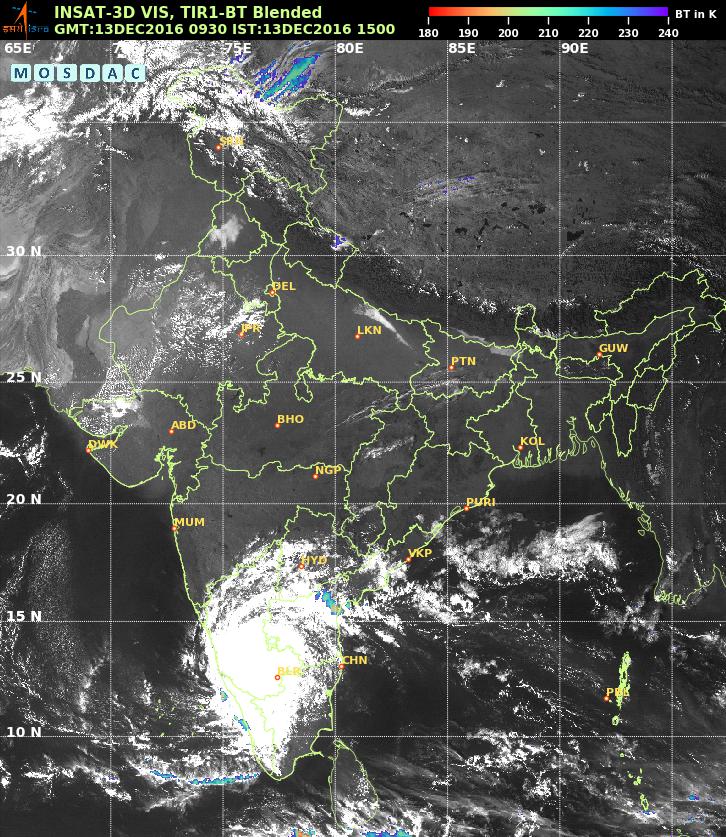 INSAT-3D VIS, TIR1-BT Blended
GMT:13DEC2016 0930 IST:13DEC2016 1500
BT in K
180 190 200 210 220 230 240
65E 75E 80E 85E 90E
MOSDAC
SRN
30 N
DEL
JPR
LKN
GUW
PTN
25 N
ABD
BHO
DWK
KOL
NGP
20 N
PURI
MUM
VKP
HYD
15 N
CHN
BLR
PBL
10 N